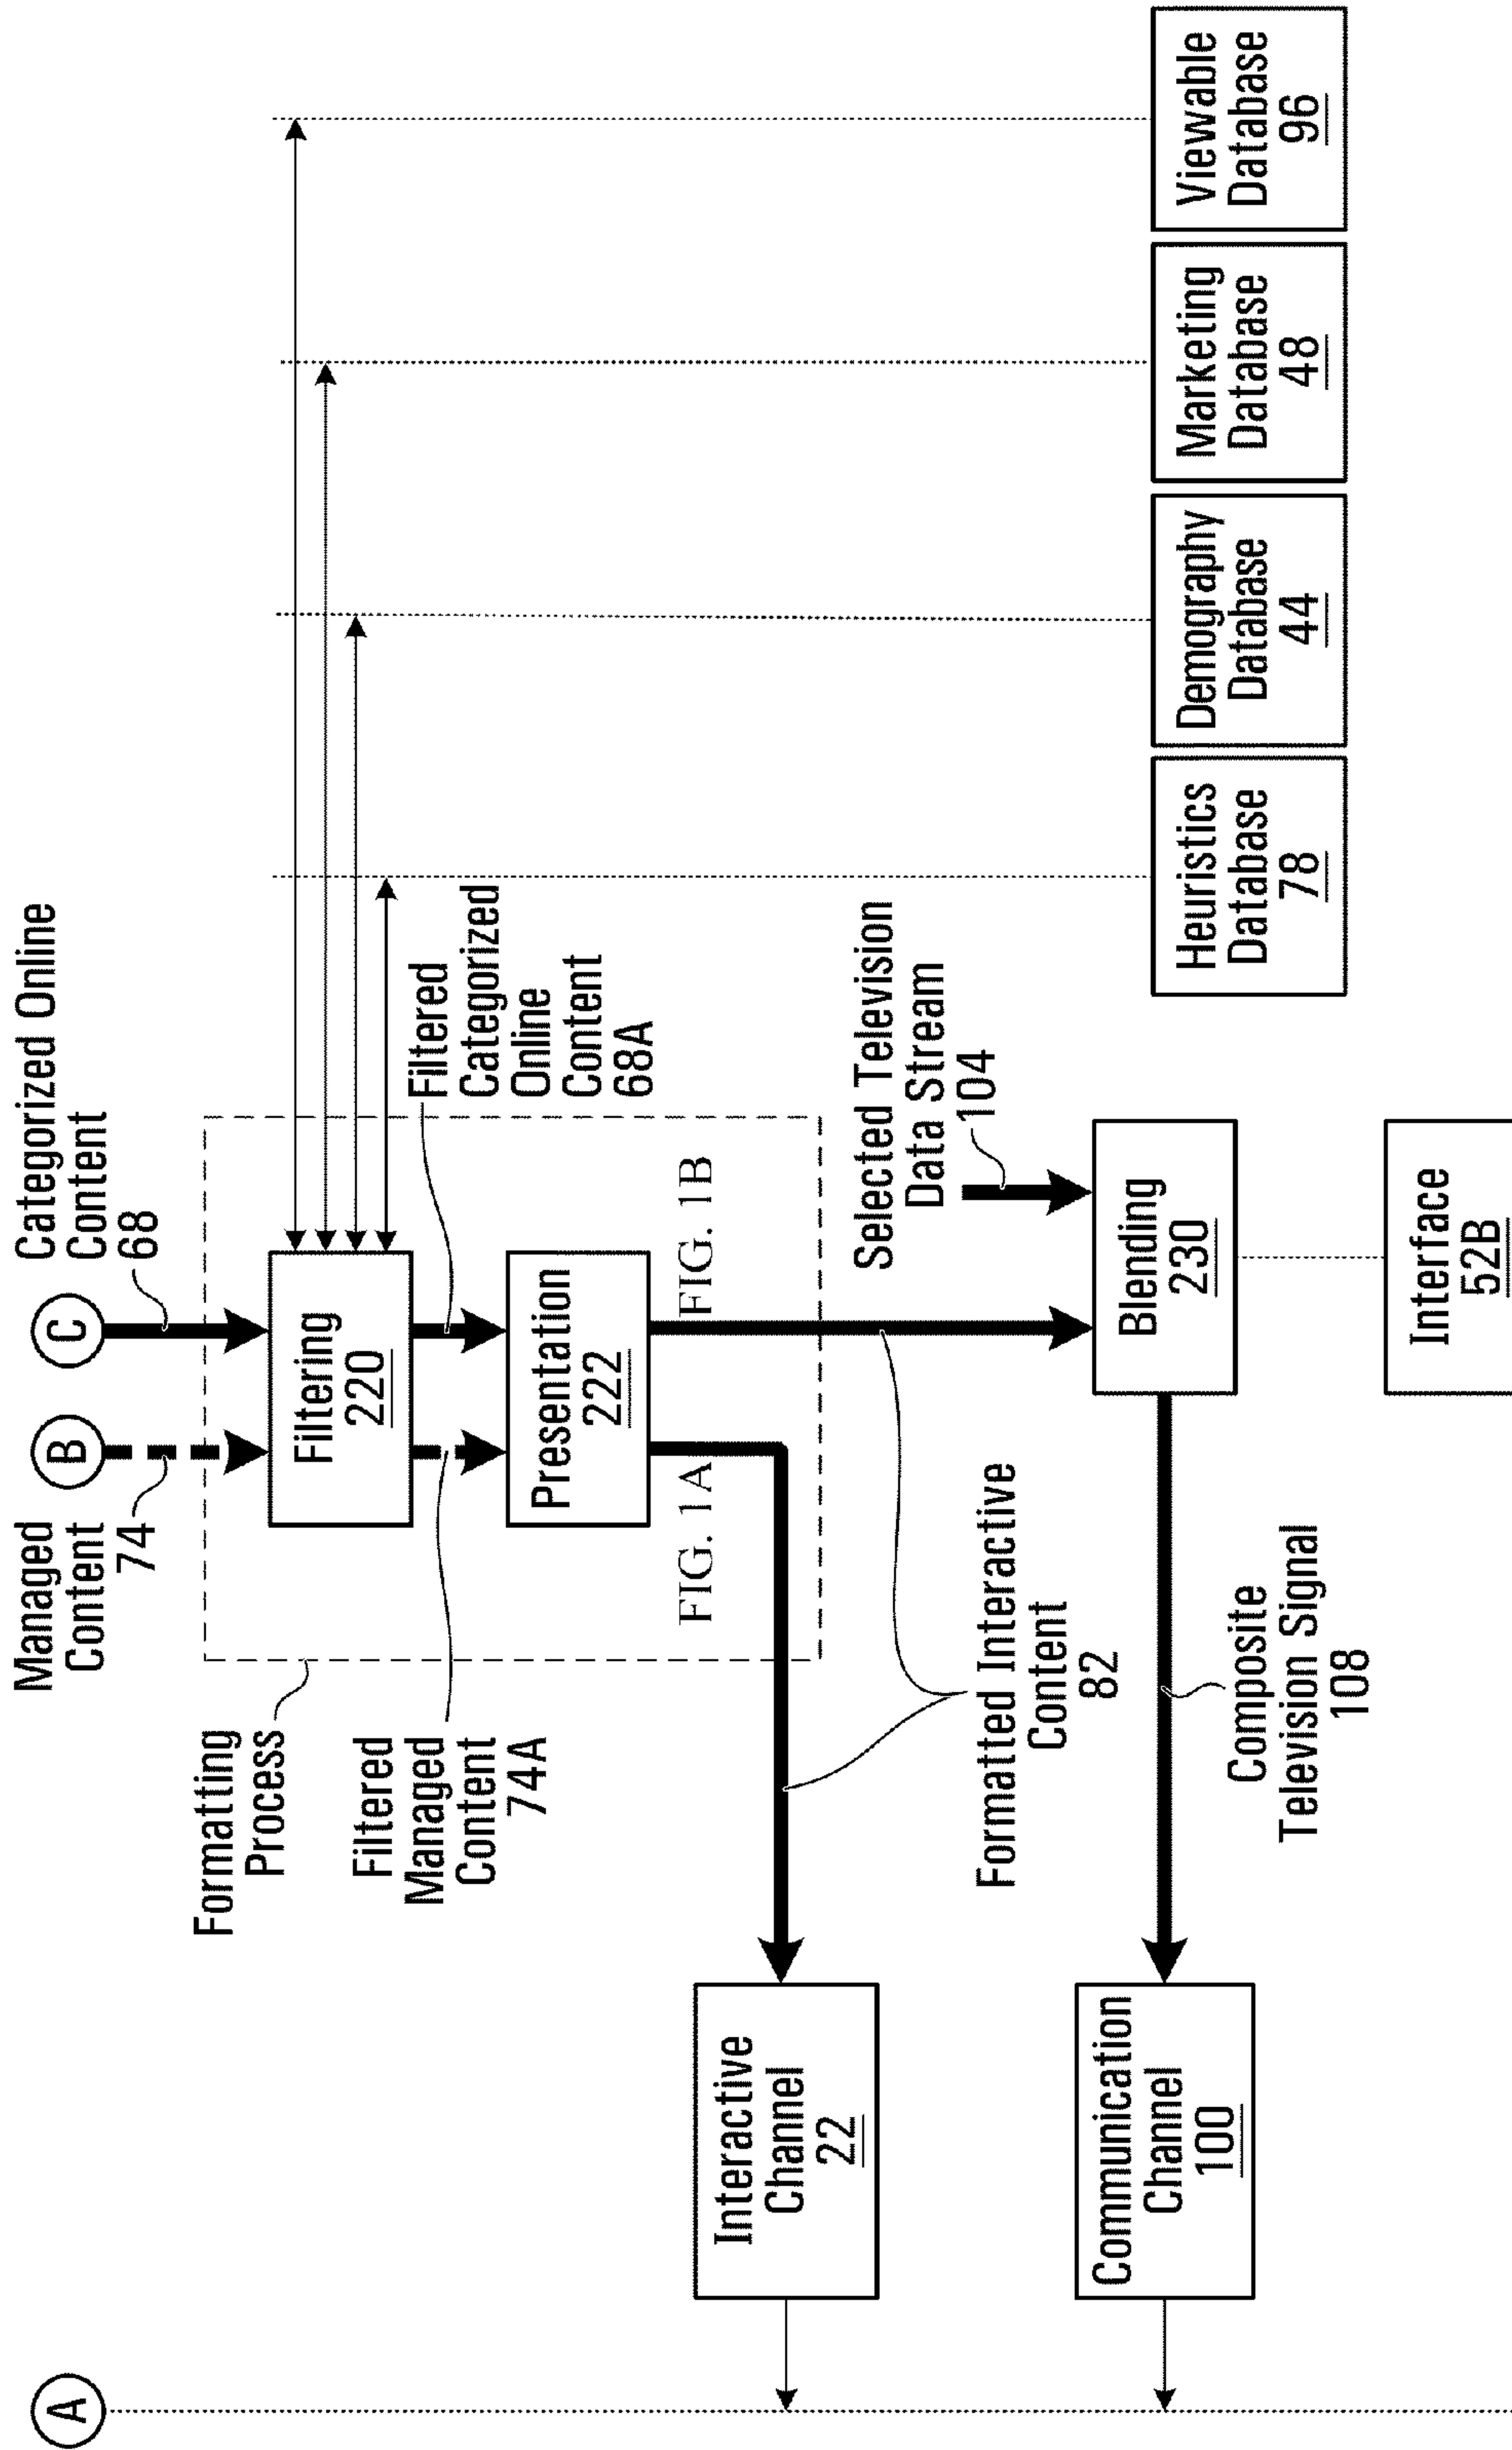 A
Managed
Content
74
B
C
Categorized Online
Content
68
Formatting
Process
Filtering
220
Filtered
Managed
Content
74A
Filtered
Categorized
Online
Content
68A
Presentation
222
FIG. 1A
FIG. 1B
Interactive
Channel
22
Formatted Interactive
Content
82
Selected Television
Data Stream
104
Communication
Channel
100
Composite
Television Signal
108
Blending
230
Heuristics
Database
78
Demography
Database
44
Marketing
Database
48
Viewable
Database
96
Interface
52B